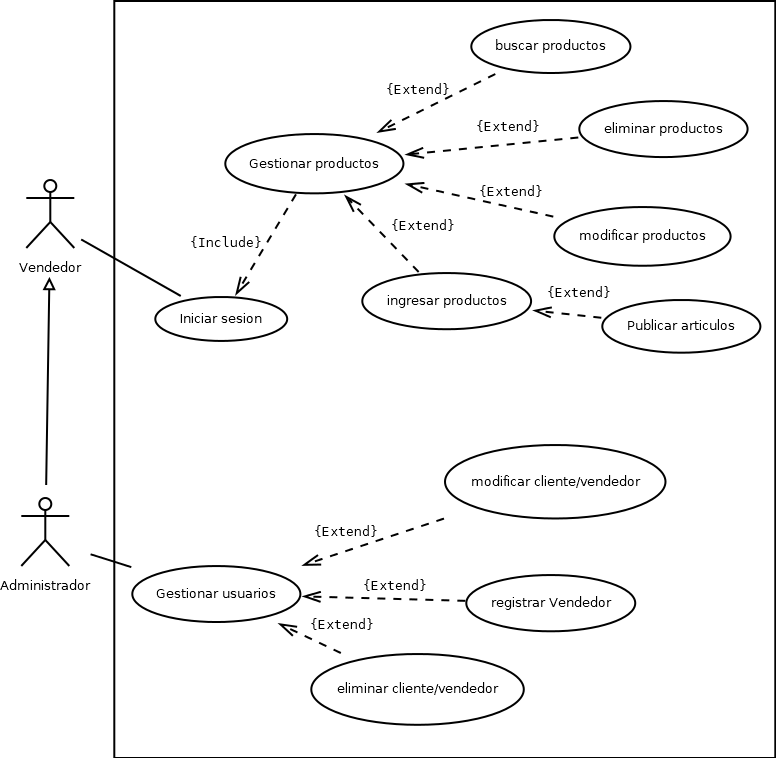 buscar productos
{Extend}
eliminar productos
{Extend}
Gestionar productos
{Extend}
{Extend}
modificar productos
{Include}
Vendedor
{Extend}
ingresar productos
Iniciar sesion
Publicar articulos
modificar cliente/vendedor
{Extend}
Administrador
{Extend}
Gestionar usuarios
registrar Vendedor
{Extend}
eliminar cliente/vendedor